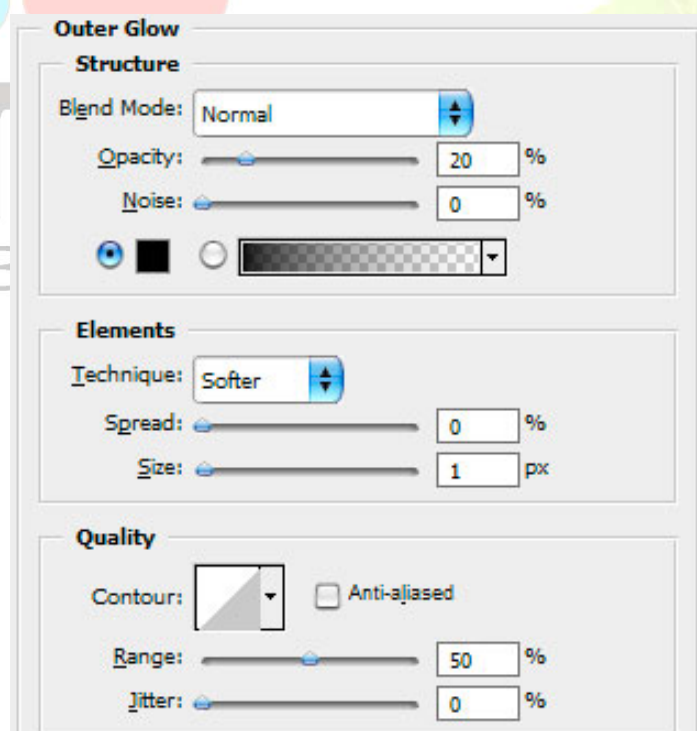 Outer Glow
Structure
Blend Mode: Normal
Opacity: 20 %
Noise: 0 %
Elements
Technique: Softer
Spread: 0 %
Size: 1 px
Quality
Contour: Anti-aliased
Range: 50 %
Jitter: 0 %